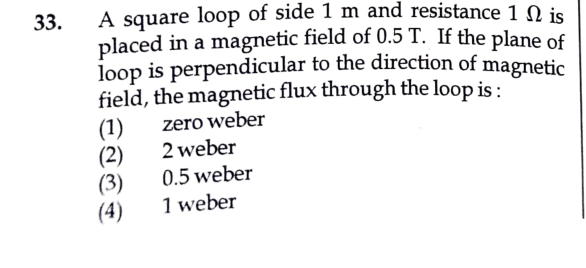 33. A square loop of side 1 m and resistance 1 Ω is
placed in a magnetic field of 0.5 T. If the plane of
loop is perpendicular to the direction of magnetic
field, the magnetic flux through the loop is :
(1) zero weber
(2) 2 weber
(3) 0.5 weber
(4) 1 weber